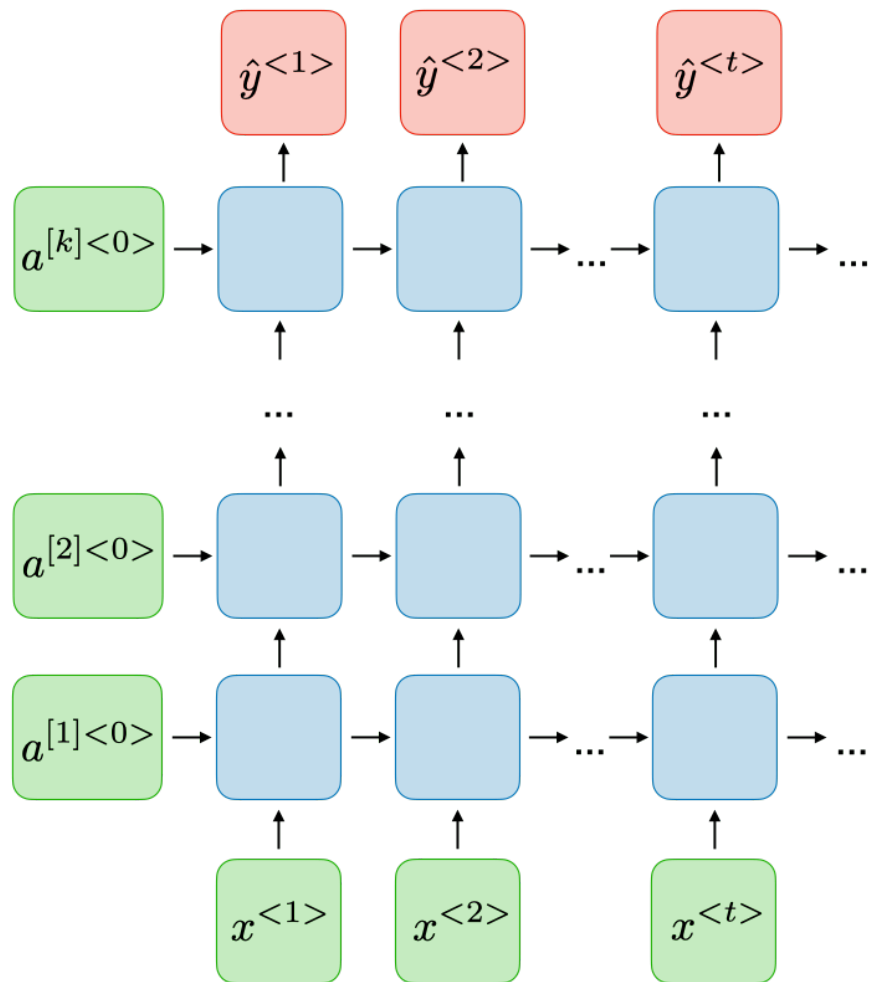 ŷ<1> ŷ<2> ŷ<t>
a[k]<0> ... ...
... ... ...
a[2]<0> ... ...
a[1]<0> ... ...
x<1> x<2> x<t>